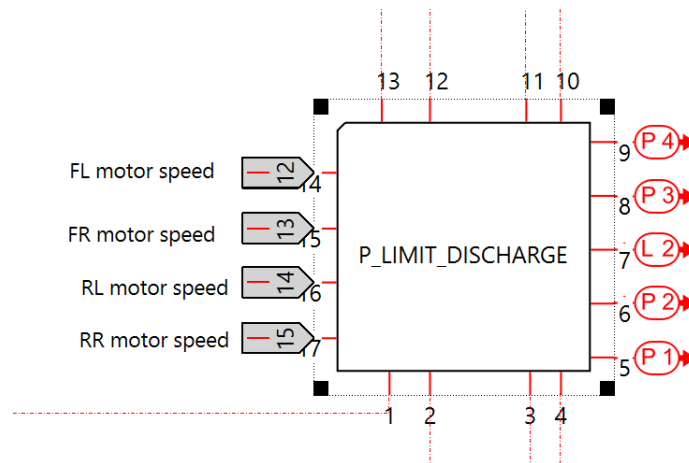 13 12 11 10
FL motor speed 12 14 9 P 4
FR motor speed 13 15 8 P 3
P_LIMIT_DISCHARGE 7 L 2
RL motor speed 14 16 6 P 2
RR motor speed 15 17 5 P 1
1 2 3 4